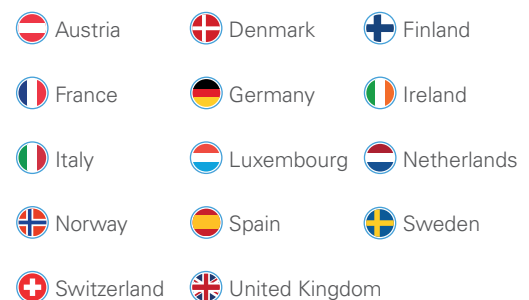 Austria Denmark Finland
France Germany Ireland
Italy Luxembourg Netherlands
Norway Spain Sweden
Switzerland United Kingdom